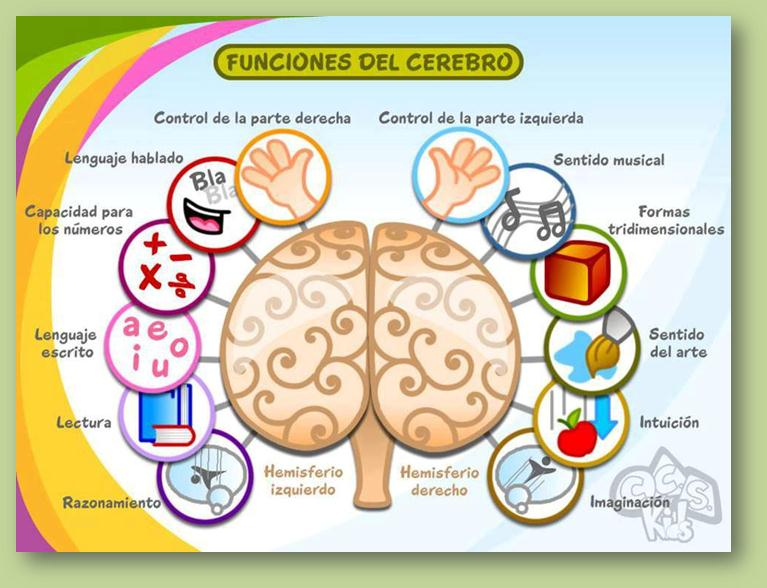 FUNCIONES DEL CEREBRO
Control de la parte derecha
Control de la parte izquierda
Lenguaje hablado
Bla
Bla
Sentido musical
Capacidad para
los números
Formas
tridimensionales
a e
i o
u
Lenguaje
escrito
Sentido
del arte
Lectura
Intuición
Hemisferio
izquierdo
Hemisferio
derecho
Razonamiento
Imaginación
C.C.S.
Kids